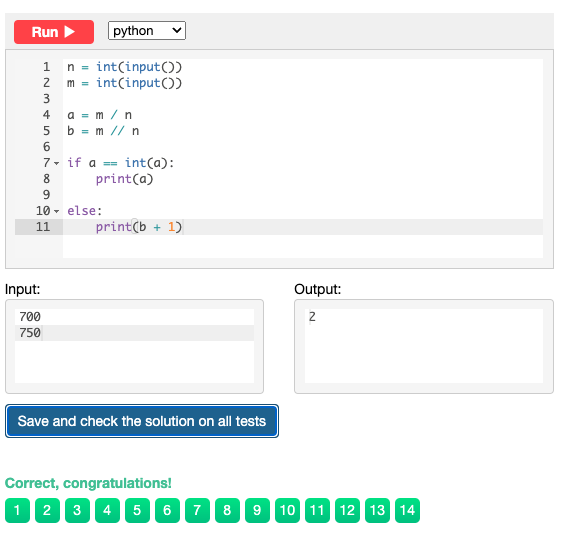 Run python
1 n = int(input())
2 m = int(input())
3
4 a = m / n
5 b = m // n
6
7 if a == int(a):
8     print(a)
9
10 else:
11     print(b + 1)
Input: Output:
700 2
750
Save and check the solution on all tests
Correct, congratulations!
1 2 3 4 5 6 7 8 9 10 11 12 13 14